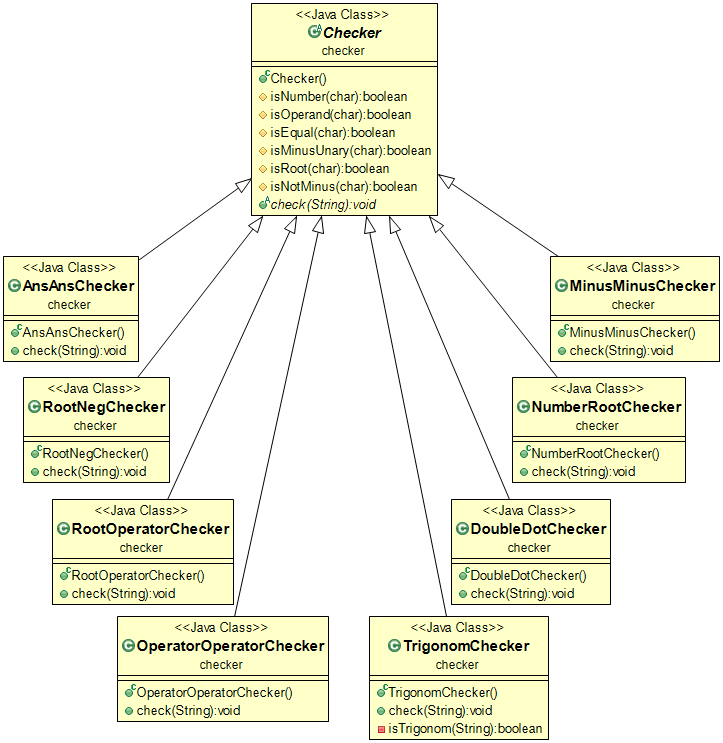 <<Java Class>>
Checker
checker
Checker()
isNumber(char):boolean
isOperand(char):boolean
isEqual(char):boolean
isMinusUnary(char):boolean
isRoot(char):boolean
isNotMinus(char):boolean
check(String):void
<<Java Class>>
AnsAnsChecker
checker
AnsAnsChecker()
check(String):void
<<Java Class>>
MinusMinusChecker
checker
MinusMinusChecker()
check(String):void
<<Java Class>>
RootNegChecker
checker
RootNegChecker()
check(String):void
<<Java Class>>
NumberRootChecker
checker
NumberRootChecker()
check(String):void
<<Java Class>>
RootOperatorChecker
checker
RootOperatorChecker()
check(String):void
<<Java Class>>
DoubleDotChecker
checker
DoubleDotChecker()
check(String):void
<<Java Class>>
OperatorOperatorChecker
checker
OperatorOperatorChecker()
check(String):void
<<Java Class>>
TrigonomChecker
checker
TrigonomChecker()
check(String):void
isTrigonom(String):boolean